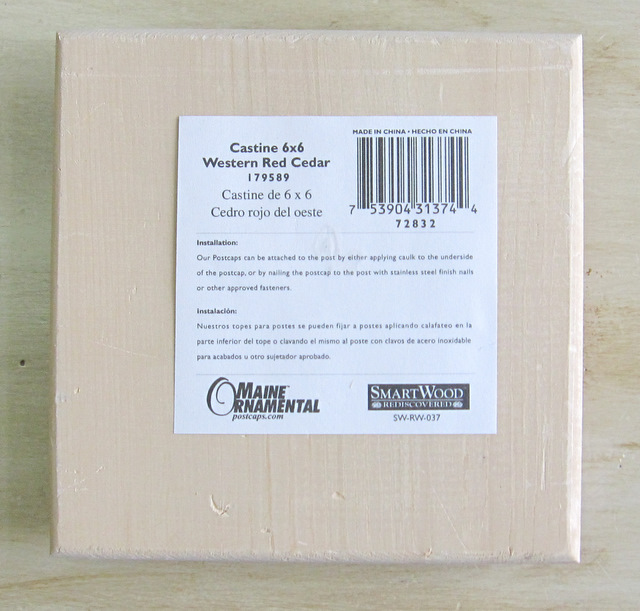 MADE IN CHINA • HECHO EN CHINA
Castine 6x6
Western Red Cedar
179589
Castine de 6 x 6
Cedro rojo del oeste
7 53904 31374 4
72832
Installation:
Our Postcaps can be attached to the post by either applying caulk to the underside
of the postcap, or by nailing the postcap to the post with stainless steel finish nails
or other approved fasteners.
Instalación:
Nuestros topes para postes se pueden fijar a postes aplicando calafateo en la
parte inferior del tope o clavando el mismo al poste con clavos de acero inoxidable
para acabados u otro sujetador aprobado.
MAINE™
ORNAMENTAL
postcaps.com
SMARTWOOD
REDISCOVERED
SW-RW-037